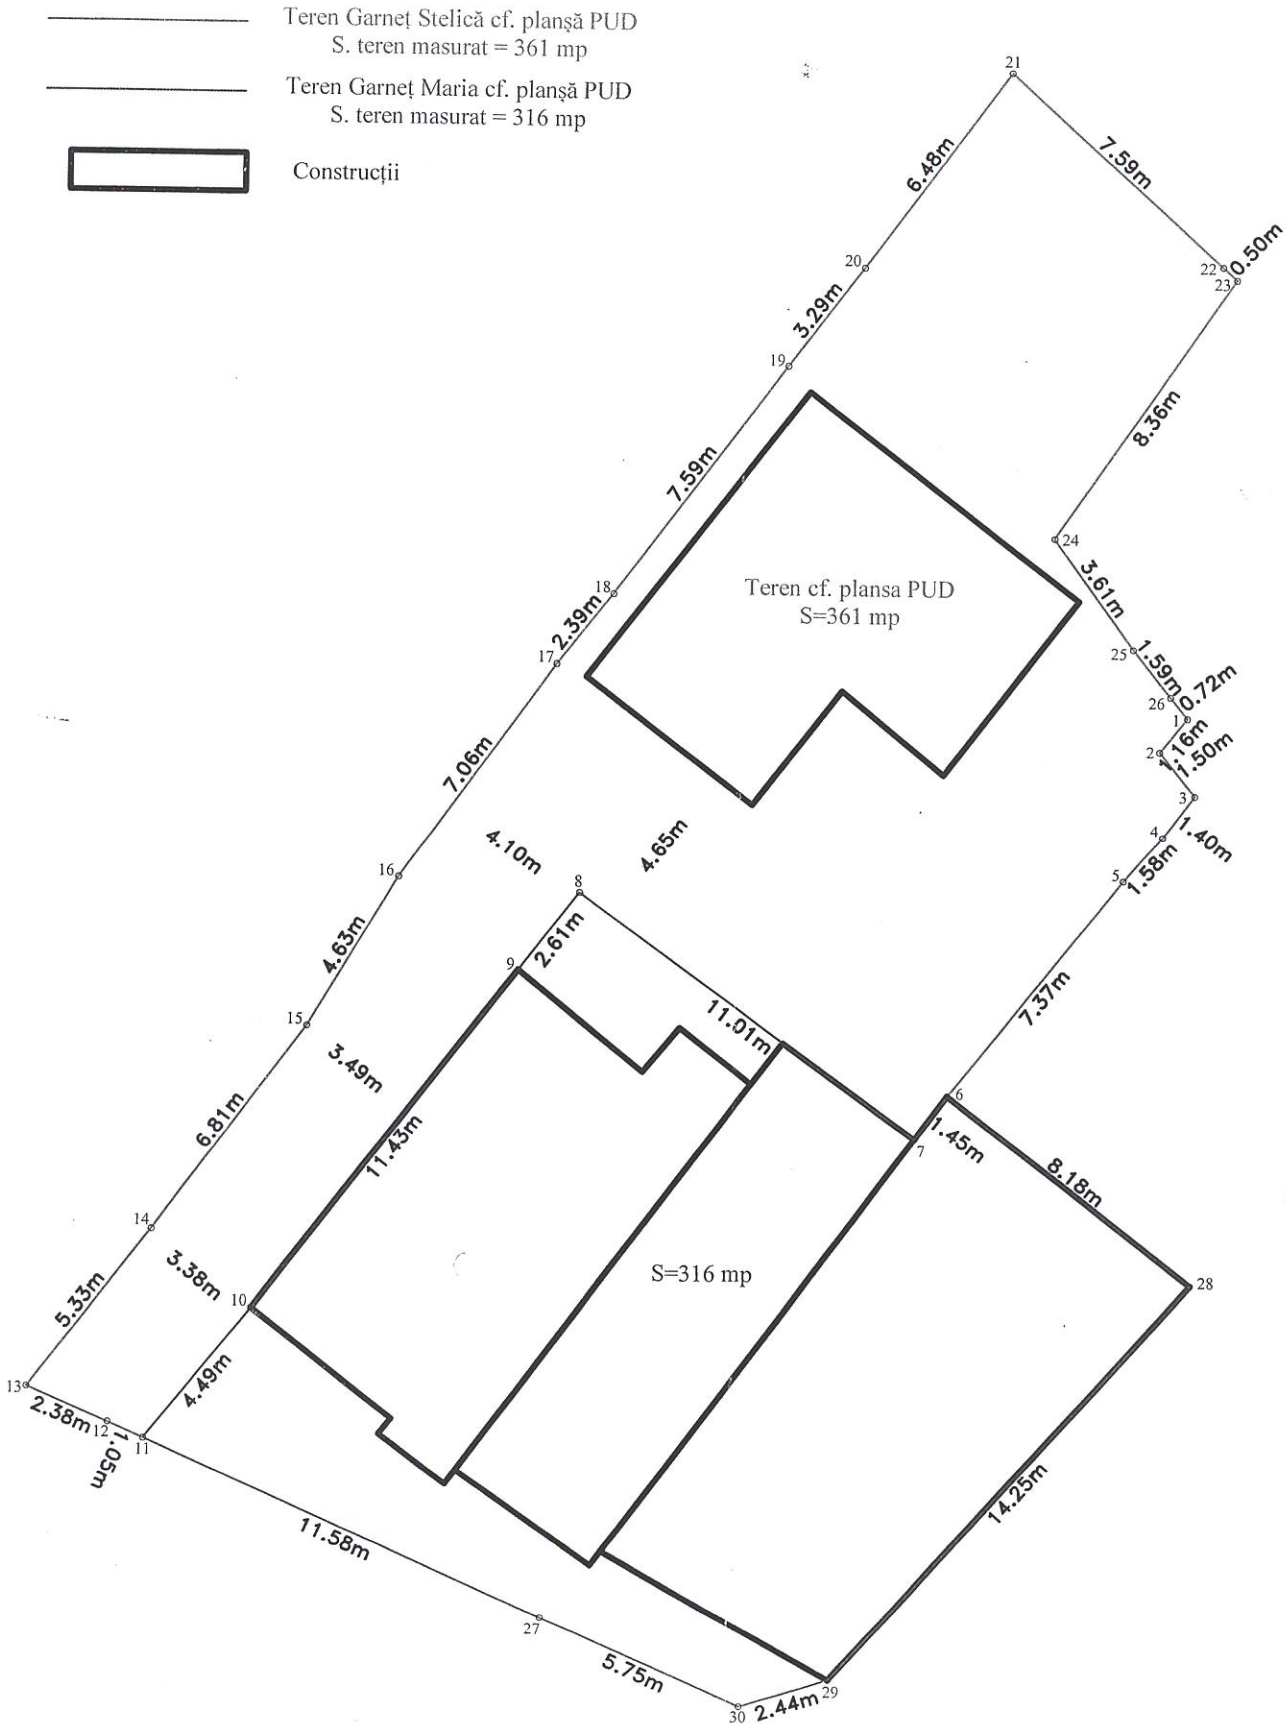 Teren Garneț Stelică cf. planșă PUD
S. teren masurat = 361 mp
Teren Garneț Maria cf. planșă PUD
S. teren masurat = 316 mp
Construcții
21
7.59m
6.48m
20
22
0.50m
23
3.29m
19
8.36m
7.59m
24
3.61m
Teren cf. plansa PUD
S=361 mp
18
2.39m
17
25
1.59m
26
0.72m
1
1.16m
2
1.50m
3
7.06m
4
1.40m
4.10m
4.65m
16
8
5
1.58m
2.61m
4.63m
9
15
11.01m
7.37m
3.49m
6
6.81m
11.43m
1.45m
7
8.18m
14
3.38m
S=316 mp
28
10
5.33m
4.49m
13
2.38m
12
1.05m
11
14.25m
11.58m
27
5.75m
29
2.44m
30